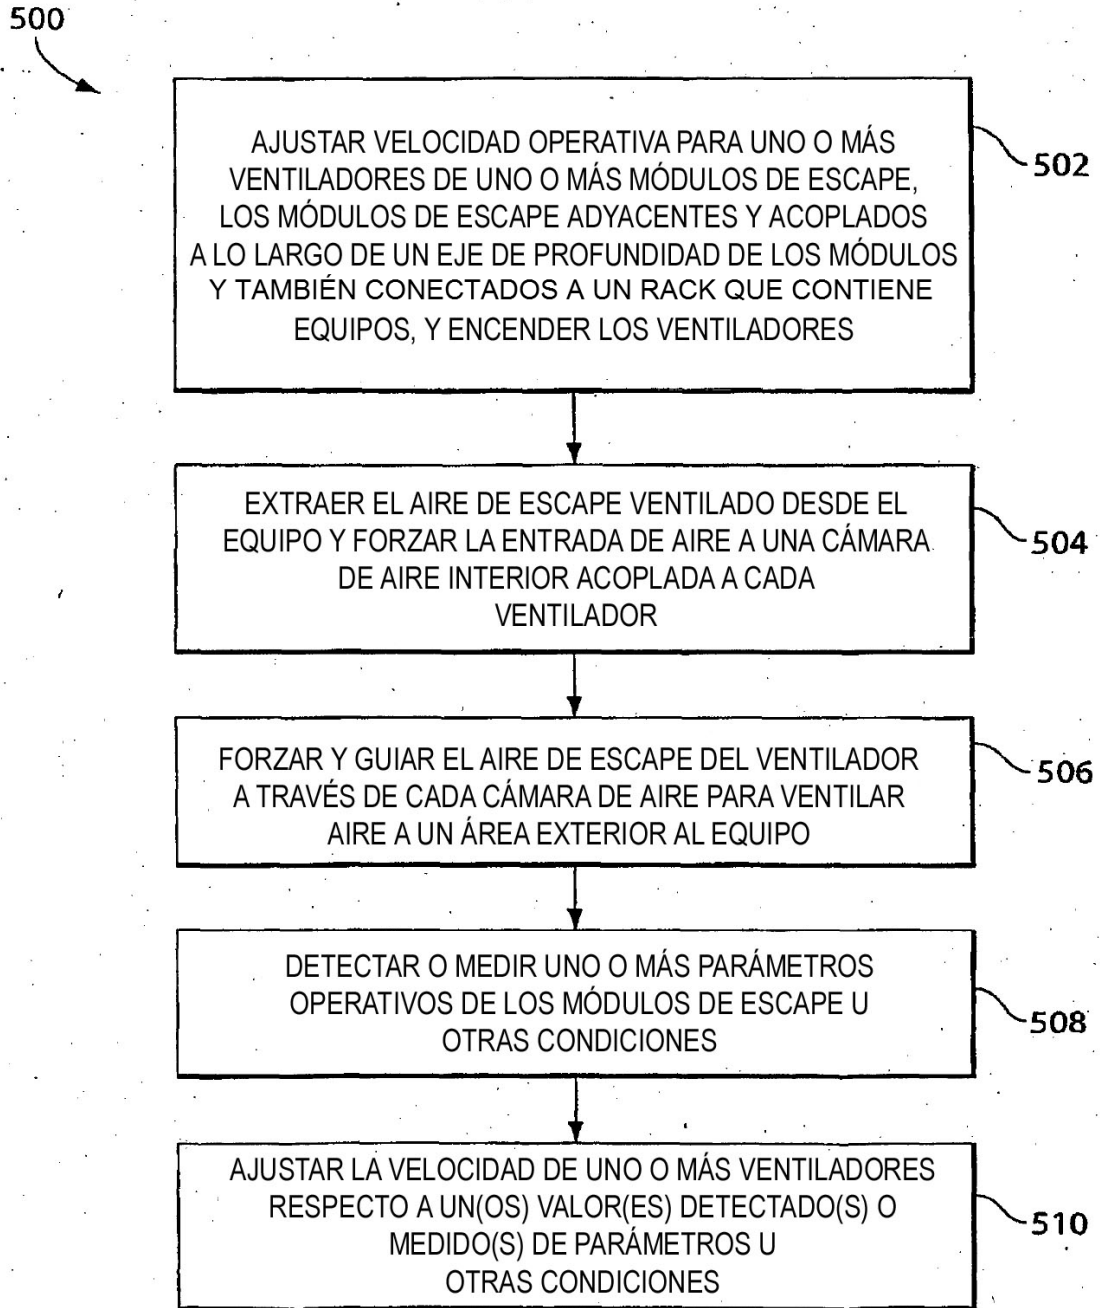 500
AJUSTAR VELOCIDAD OPERATIVA PARA UNO O MÁS
VENTILADORES DE UNO O MÁS MÓDULOS DE ESCAPE,
LOS MÓDULOS DE ESCAPE ADYACENTES Y ACOPLADOS
A LO LARGO DE UN EJE DE PROFUNDIDAD DE LOS MÓDULOS
Y TAMBIÉN CONECTADOS A UN RACK QUE CONTIENE
EQUIPOS, Y ENCENDER LOS VENTILADORES
502
EXTRAER EL AIRE DE ESCAPE VENTILADO DESDE EL
EQUIPO Y FORZAR LA ENTRADA DE AIRE A UNA CÁMARA
DE AIRE INTERIOR ACOPLADA A CADA
VENTILADOR
504
FORZAR Y GUIAR EL AIRE DE ESCAPE DEL VENTILADOR
A TRAVÉS DE CADA CÁMARA DE AIRE PARA VENTILAR
AIRE A UN ÁREA EXTERIOR AL EQUIPO
506
DETECTAR O MEDIR UNO O MÁS PARÁMETROS
OPERATIVOS DE LOS MÓDULOS DE ESCAPE U
OTRAS CONDICIONES
508
AJUSTAR LA VELOCIDAD DE UNO O MÁS VENTILADORES
RESPECTO A UN(OS) VALOR(ES) DETECTADO(S) O
MEDIDO(S) DE PARÁMETROS U
OTRAS CONDICIONES
510